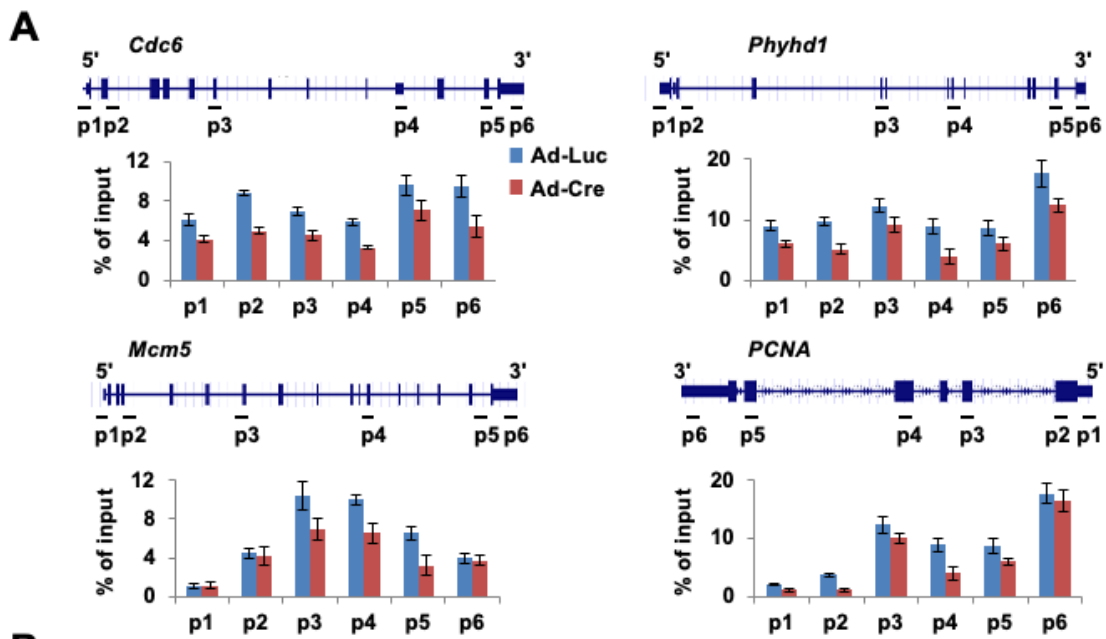 A
Cdc6
5' 3'
p1 p2 p3 p4 p5 p6
Ad-Luc
Ad-Cre
% of input
12
8
4
0
p1 p2 p3 p4 p5 p6
Phyhd1
5' 3'
p1 p2 p3 p4 p5 p6
% of input
20
10
0
p1 p2 p3 p4 p5 p6
Mcm5
5' 3'
p1 p2 p3 p4 p5 p6
% of input
12
8
4
0
p1 p2 p3 p4 p5 p6
PCNA
3' 5'
p6 p5 p4 p3 p2 p1
% of input
20
10
0
p1 p2 p3 p4 p5 p6